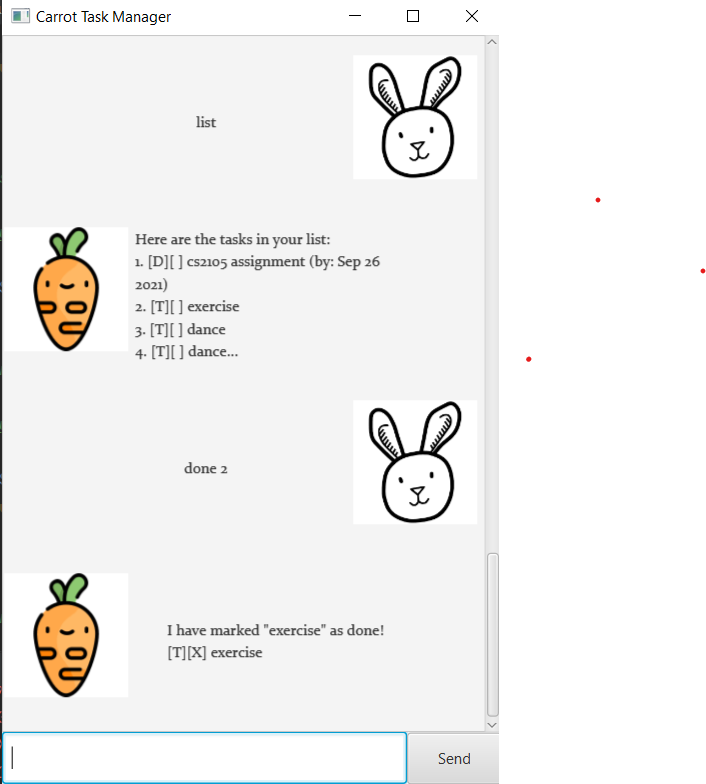 Carrot Task Manager
list
Here are the tasks in your list:
1. [D][ ] cs2105 assignment (by: Sep 26
2021)
2. [T][ ] exercise
3. [T][ ] dance
4. [T][ ] dance...
done 2
I have marked "exercise" as done!
[T][X] exercise
Send